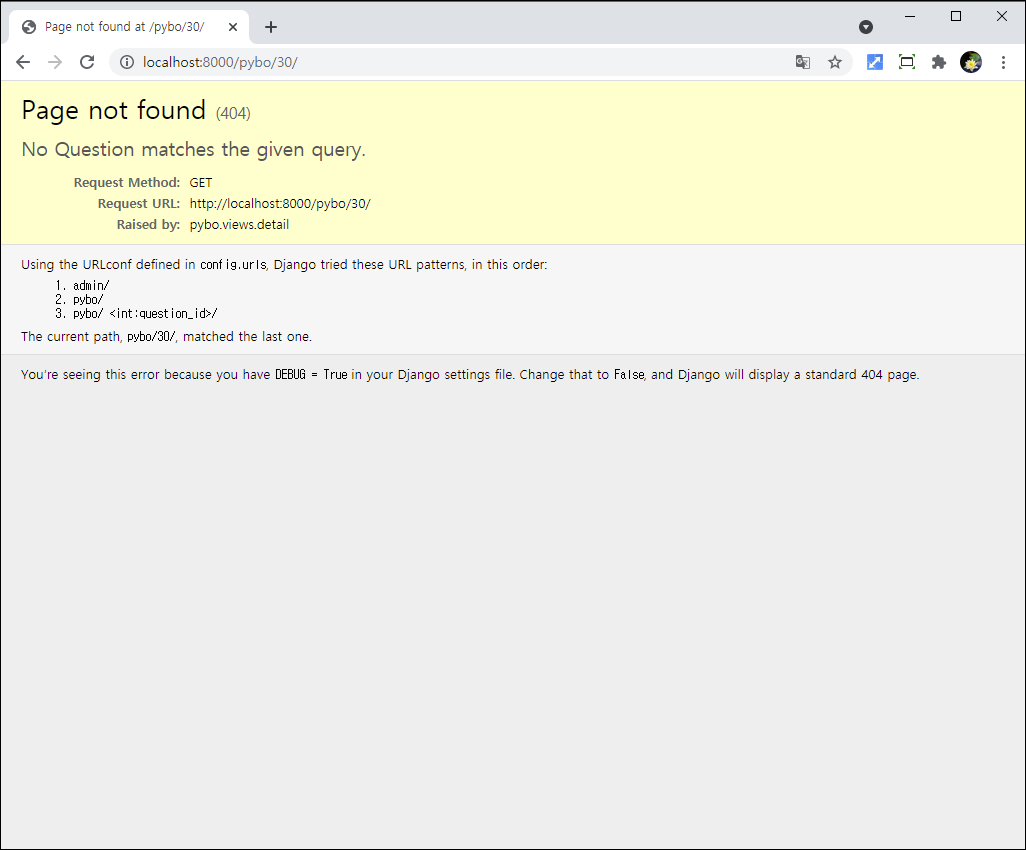 Page not found at /pybo/30/
localhost:8000/pybo/30/
Page not found (404)
No Question matches the given query.
Request Method: GET
Request URL: http://localhost:8000/pybo/30/
Raised by: pybo.views.detail
Using the URLconf defined in config.urls, Django tried these URL patterns, in this order:
1. admin/
2. pybo/
3. pybo/ <int:question_id>/
The current path, pybo/30/, matched the last one.
You're seeing this error because you have DEBUG = True in your Django settings file. Change that to False, and Django will display a standard 404 page.